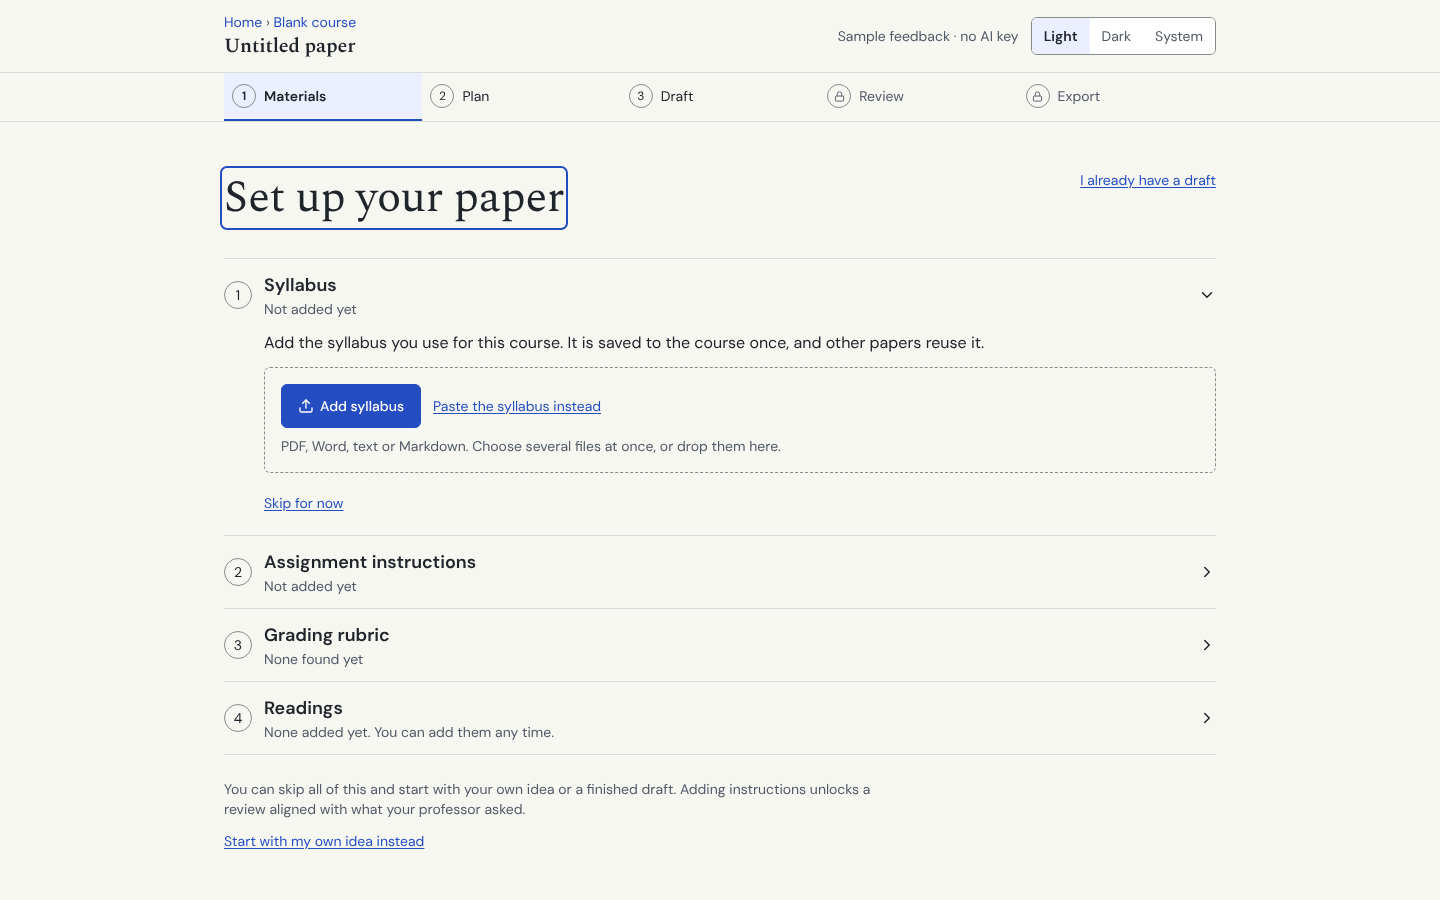 Home › Blank course
Untitled paper
Sample feedback · no AI key
Light
Dark
System
1 Materials
2 Plan
3 Draft
Review
Export
Set up your paper
I already have a draft
1 Syllabus
Not added yet
Add the syllabus you use for this course. It is saved to the course once, and other papers reuse it.
Add syllabus
Paste the syllabus instead
PDF, Word, text or Markdown. Choose several files at once, or drop them here.
Skip for now
2 Assignment instructions
Not added yet
3 Grading rubric
None found yet
4 Readings
None added yet. You can add them any time.
You can skip all of this and start with your own idea or a finished draft. Adding instructions unlocks a
review aligned with what your professor asked.
Start with my own idea instead